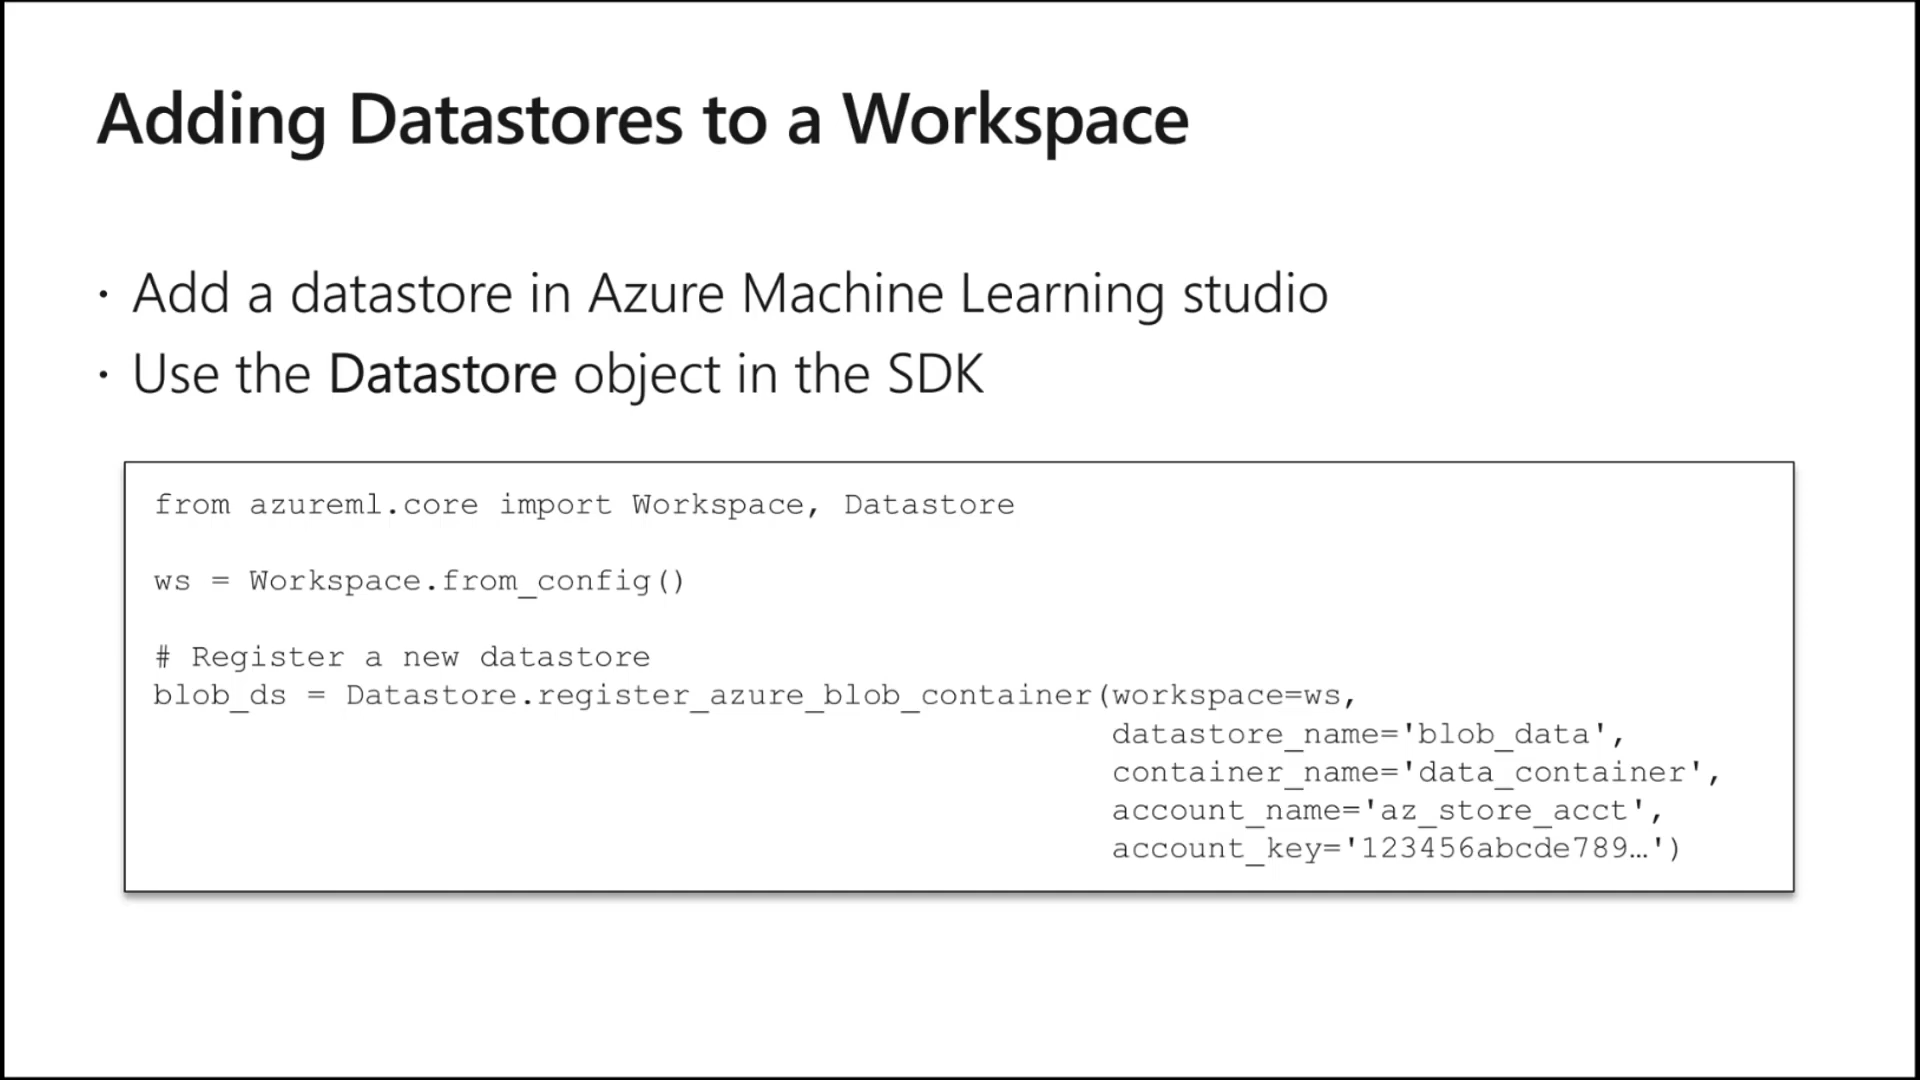 Adding Datastores to a Workspace
· Add a datastore in Azure Machine Learning studio
· Use the Datastore object in the SDK
from azureml.core import Workspace, Datastore
ws = Workspace.from_config()
# Register a new datastore
blob_ds = Datastore.register_azure_blob_container(workspace=ws,
datastore_name='blob_data',
container_name='data_container',
account_name='az_store_acct',
account_key='123456abcde789…')